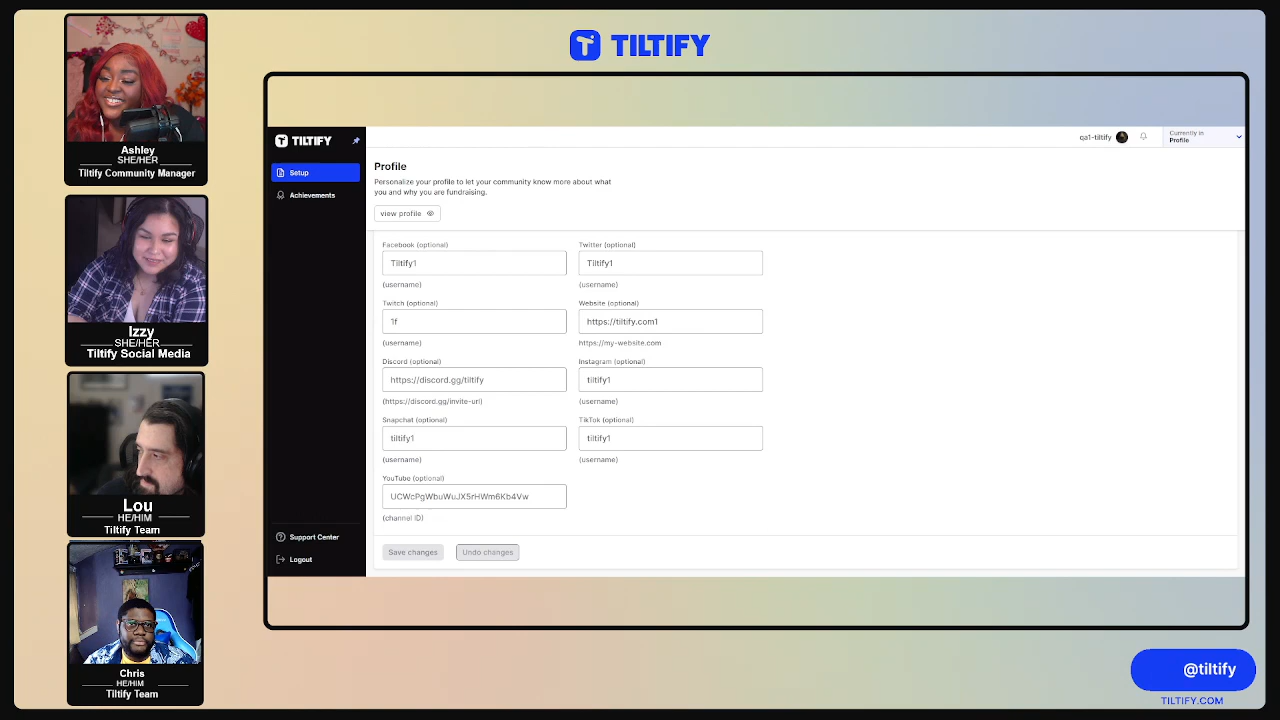 TILTIFY
Ashley
SHE/HER
Tiltify Community Manager
Izzy
SHE/HER
Tiltify Social Media
Lou
HE/HIM
Tiltify Team
Chris
HE/HIM
Tiltify Team
TILTIFY
Setup
Achievements
Support Center
Logout
qa1-tiltify
Currently in
Profile
Profile
Personalize your profile to let your community know more about what
you and why you are fundraising.
view profile
Facebook (optional)
Tiltify1
(username)
Twitter (optional)
Tiltify1
(username)
Twitch (optional)
1f
(username)
Website (optional)
https://tiltify.com1
https://my-website.com
Discord (optional)
https://discord.gg/tiltify
(https://discord.gg/invite-url)
Instagram (optional)
tiltify1
(username)
Snapchat (optional)
tiltify1
(username)
TikTok (optional)
tiltify1
(username)
YouTube (optional)
UCWcPgWbuWuJX5rHWm6Kb4Vw
(channel ID)
Save changes
Undo changes
@tiltify
TILTIFY.COM